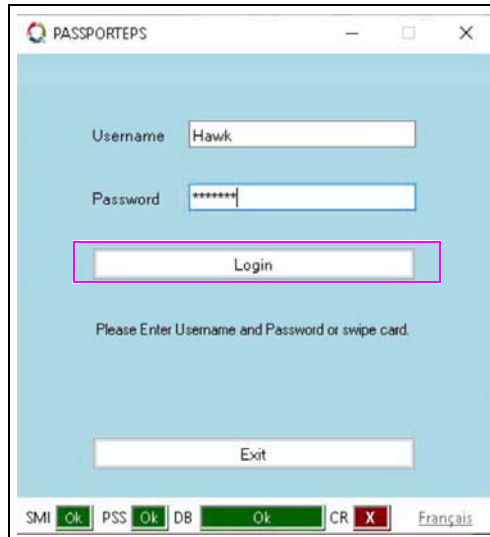 PASSPORTEPS
Username Hawk
Password *******
Login
Please Enter Username and Password or swipe card.
Exit
SMI Ok PSS Ok DB Ok CR X Français